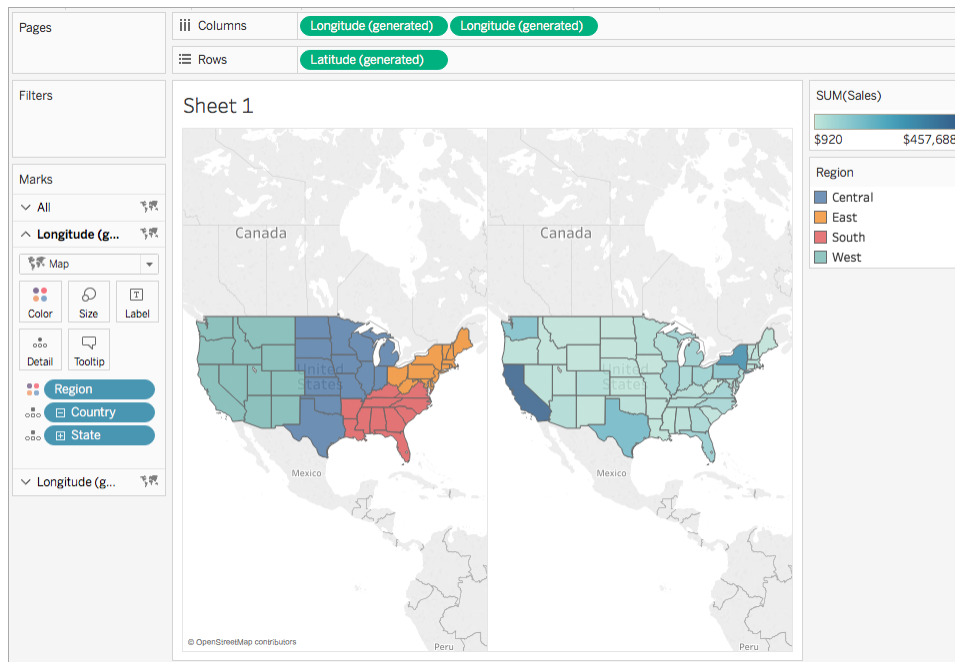 Pages
Filters
Marks
All
Longitude (g...
Map
Color
Size
Label
Detail
Tooltip
Region
Country
State
Longitude (g...
Columns
Longitude (generated)
Longitude (generated)
Rows
Latitude (generated)
Sheet 1
Canada
United
States
Mexico
Peru
© OpenStreetMap contributors
Canada
United
States
Mexico
Peru
SUM(Sales)
$920
$457,688
Region
Central
East
South
West